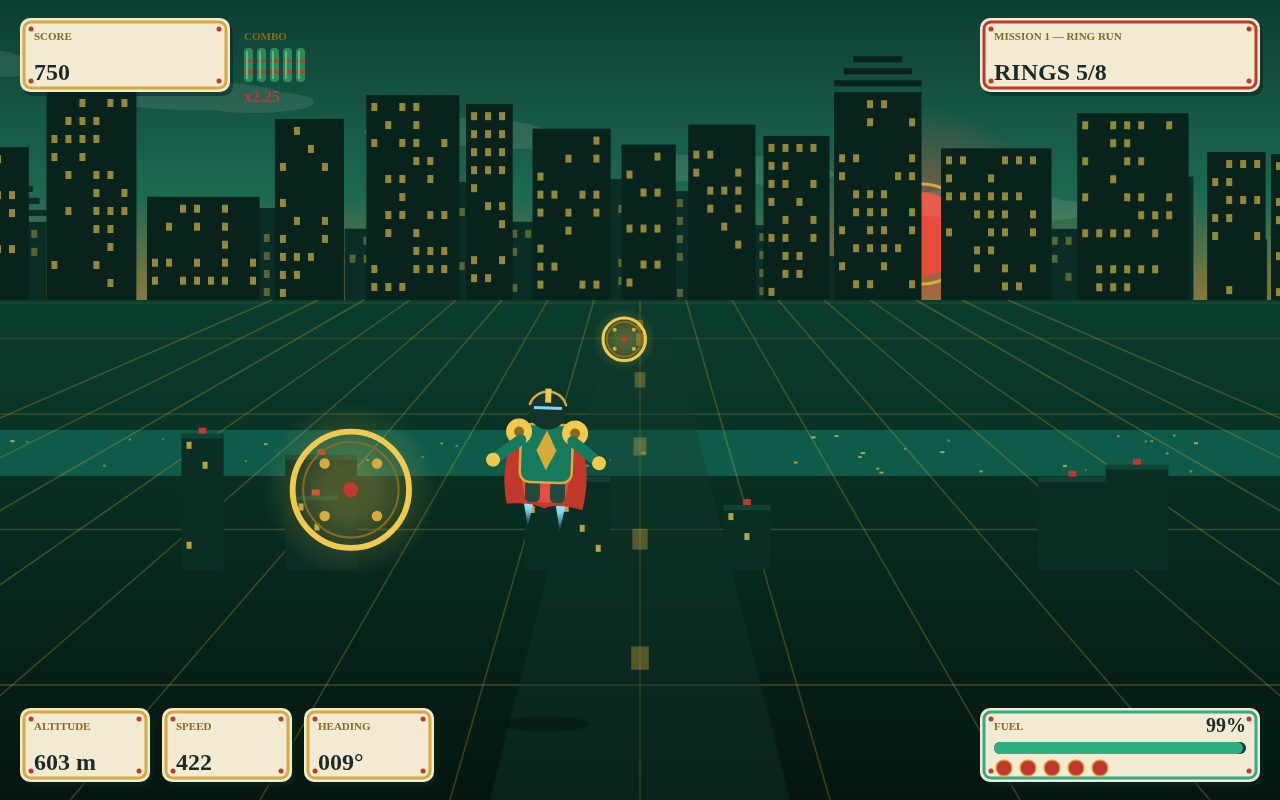 SCORE
750
COMBO
x2.25
MISSION 1 — RING RUN
RINGS 5/8
ALTITUDE
603 m
SPEED
422
HEADING
009°
FUEL
99%